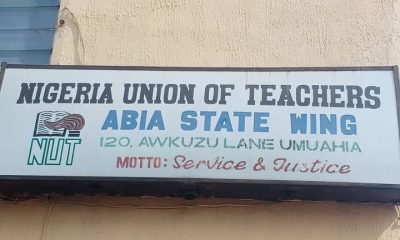 NIGERIA UNION OF TEACHERS
ABIA STATE WING
120, AWKUZU LANE UMUAHIA
MOTTO: Service & Justice
NUT